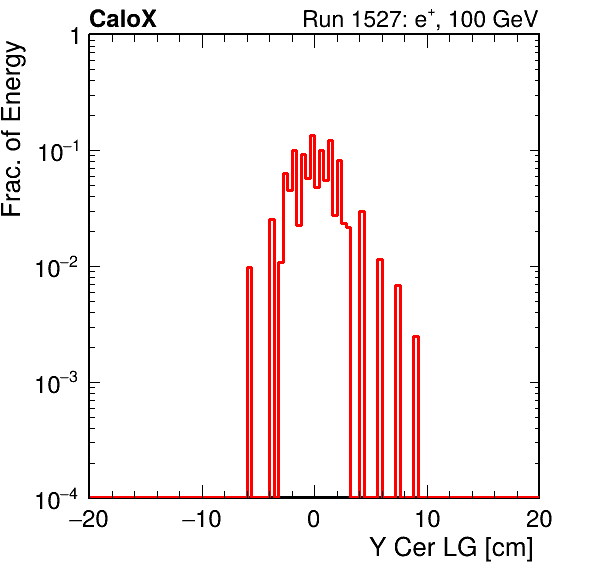 CaloX Run 1527: e⁺, 100 GeV
Frac. of Energy
1
10⁻¹
10⁻²
10⁻³
10⁻⁴
−20 −10 0 10 20
Y Cer LG [cm]